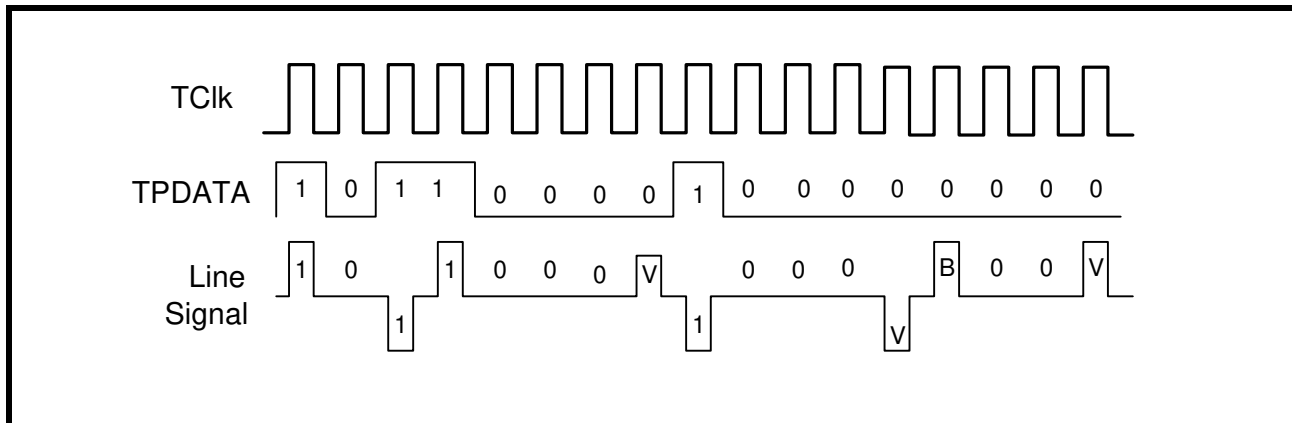 TClk
TPDATA 1 0 1 1 0 0 0 0 1 0 0 0 0 0 0 0 0
Line Signal 1 0 1 1 0 0 0 V 1 0 0 0 V B 0 0 V